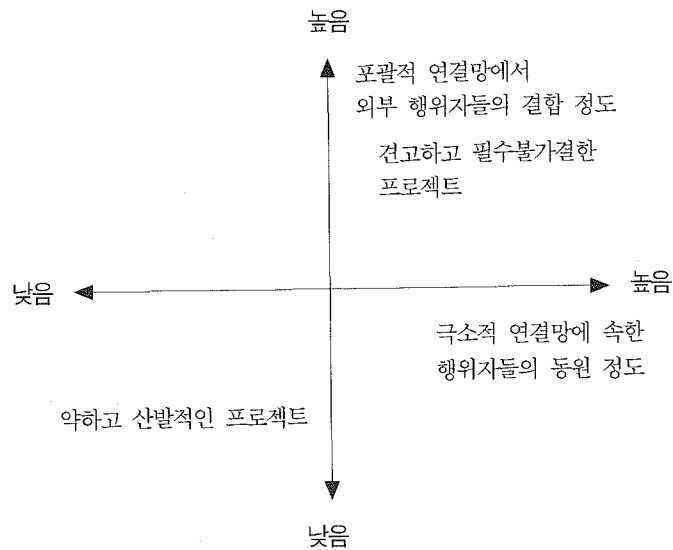 높음
포괄적 연결망에서
외부 행위자들의 결합 정도
견고하고 필수불가결한
프로젝트
낮음
높음
극소적 연결망에 속한
행위자들의 동원 정도
약하고 산발적인 프로젝트
낮음